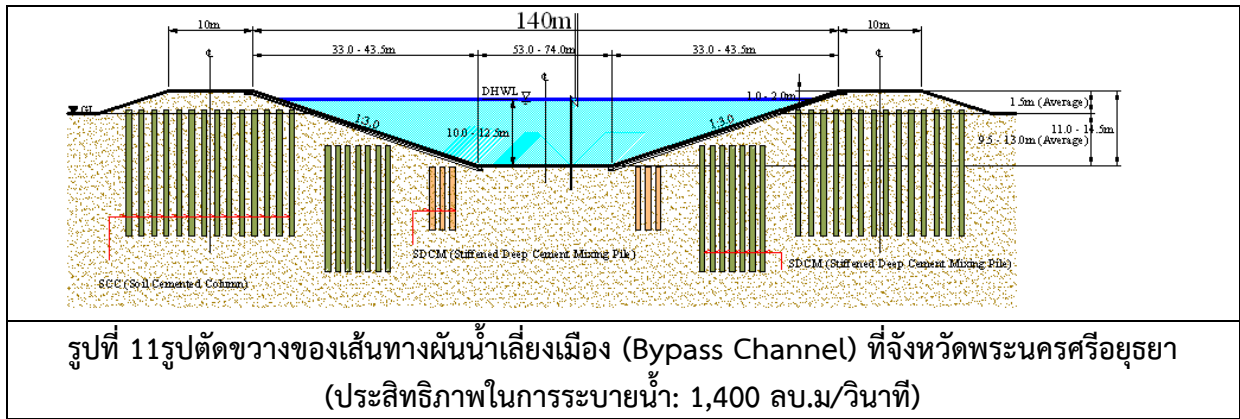 140m
10m
10m
33.0 - 43.5m
53.0 - 74.0m
33.0 - 43.5m
DHWL
1.0 - 2.0m
GL
1.5m (Average)
1:3.0
1:3.0
10.0 - 12.5m
11.0 - 14.5m
9.5 - 13.0m (Average)
SDCM (Stiffened Deep Cement Mixing Pile)
SDCM (Stiffened Deep Cement Mixing Pile)
SCC (Soil Cemented Column)
รูปที่ 11รูปตัดขวางของเส้นทางผันน้ำเลี่ยงเมือง (Bypass Channel) ที่จังหวัดพระนครศรีอยุธยา
(ประสิทธิภาพในการระบายน้ำ: 1,400 ลบ.ม/วินาที)